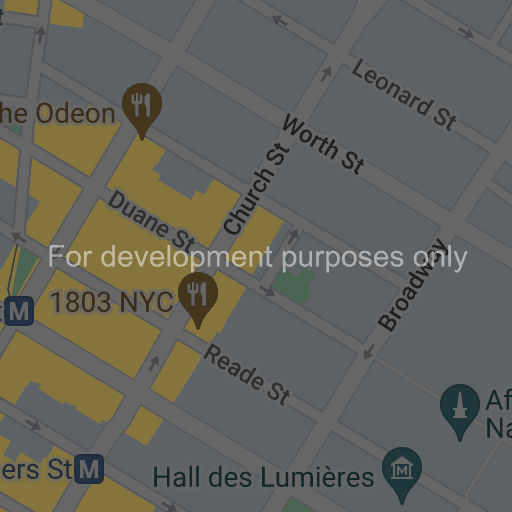 Leonard St
he Odeon
Worth St
Church St
Duane St
For development purposes only
1803 NYC
Broadway
M
Reade St
Af
Na
ers St M
Hall des Lumières